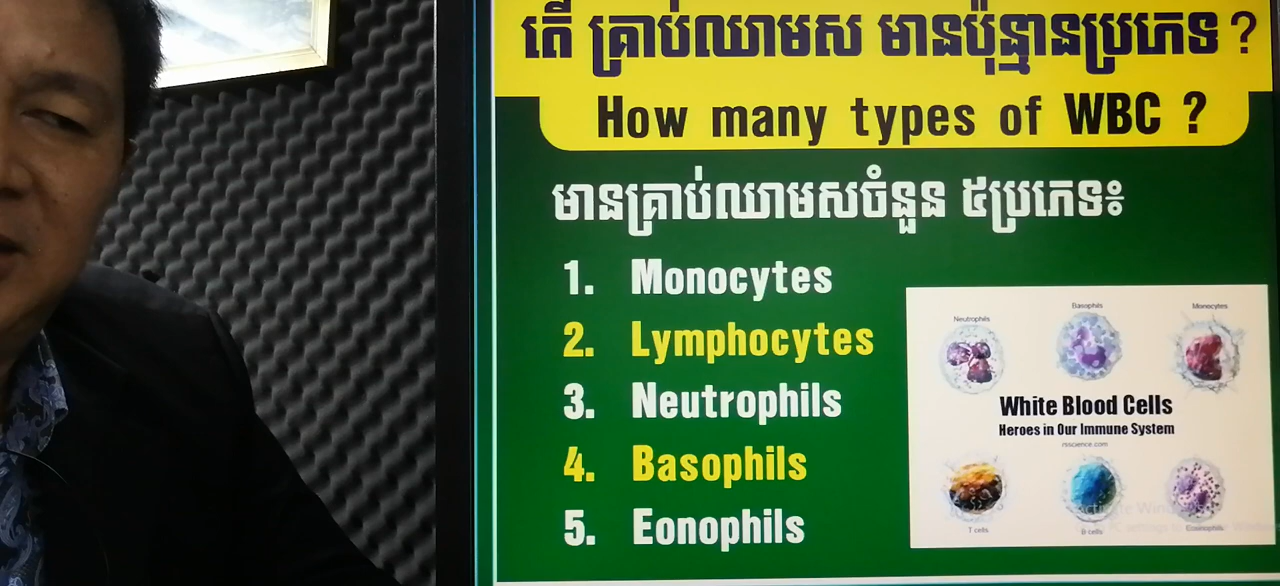 តើ គ្រាប់ឈាមស មានប៉ុន្មានប្រភេទ ?
How many types of WBC ?
មានគ្រាប់ឈាមសចំនួន ៥ប្រភេទ៖
1. Monocytes
2. Lymphocytes
3. Neutrophils
4. Basophils
5. Eonophils
Neutrophils
Basophils
Monocytes
White Blood Cells
Heroes in Our Immune System
rsscience.com
T cells
B cells
Eosinophils